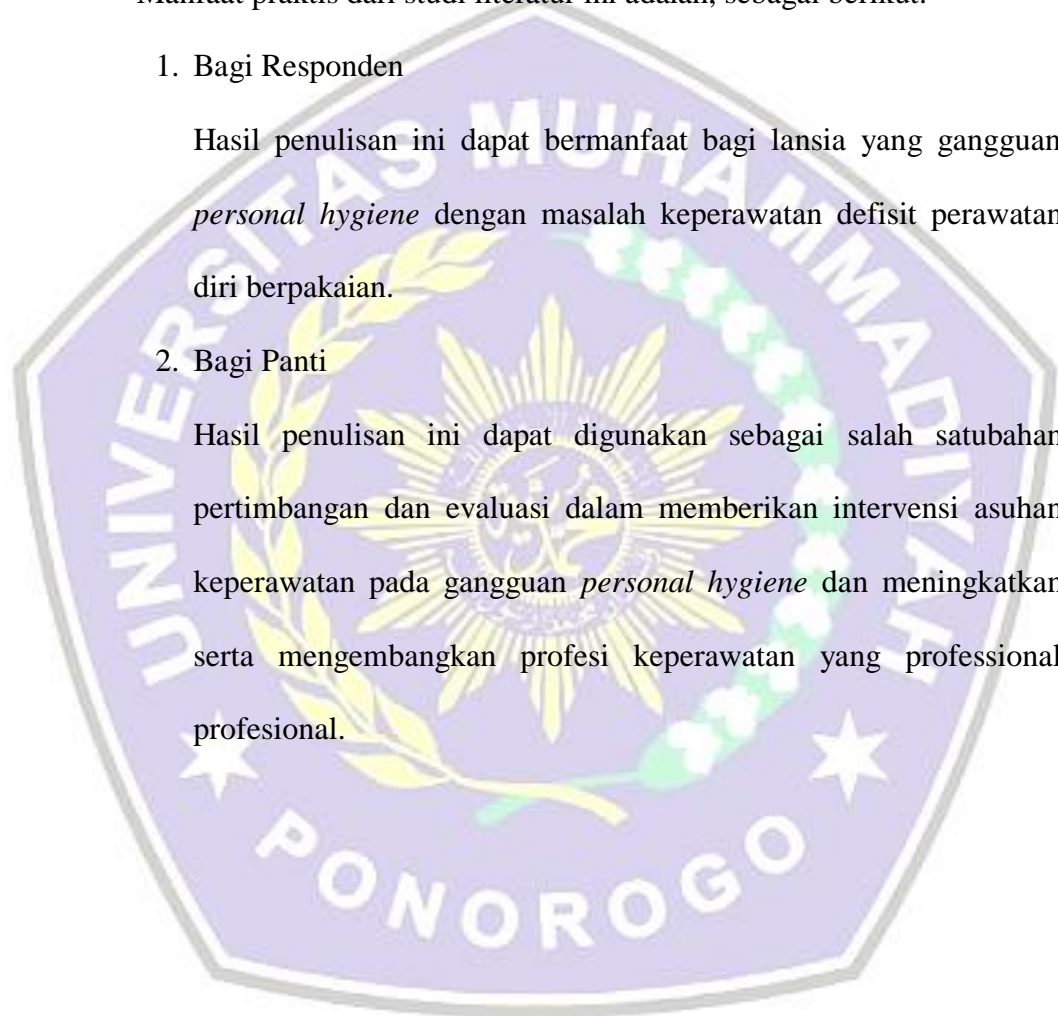 Manfaat praktis dari studi literatur ini adalah, sebagai berikut:
1. Bagi Responden
Hasil penulisan ini dapat bermanfaat bagi lansia yang gangguan
personal hygiene dengan masalah keperawatan defisit perawatan
diri berpakaian.
2. Bagi Panti
Hasil penulisan ini dapat digunakan sebagai salah satubahan
pertimbangan dan evaluasi dalam memberikan intervensi asuhan
keperawatan pada gangguan personal hygiene dan meningkatkan
serta mengembangkan profesi keperawatan yang professional
profesional.
UNIVERSITAS MUHAMMADIYAH
PONOROGO